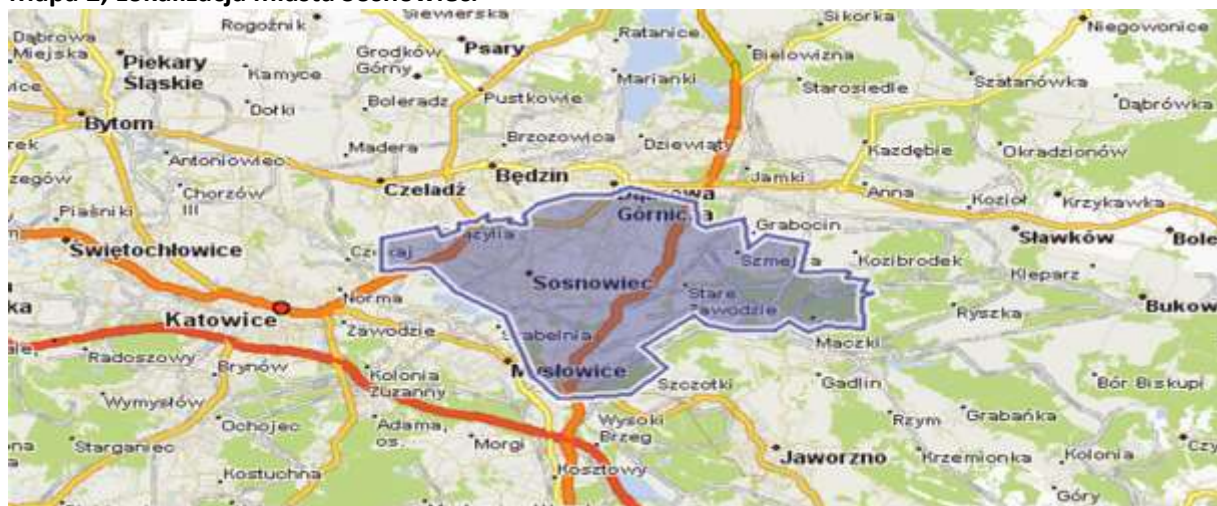 Mapa 2, Lokalizacja miasta Sosnowiec.
Rogoźnik
Siewierska
Sikorka
Negowonice
Dąbrowa
Miejska
Piekary
Śląskie
Grodków
Górny
Psary
Ratanice
Bielowizna
Kamyce
Marianki
Starosiedle
Szatanówka
Dołki
Boleradz
Pustkowie
Dąbrówka
Bytom
Brzozowica
Dziewiąty
Madera
Kazdębie
Okradzionów
Antoniowiec
Będzin
Jamki
Chorzów
III
Czeladź
Anna
Kozioł
Krzykawka
Piaśniki
Górnicza
Grabocin
Świętochłowice
Sławków
Bole
Kozibrodek
Sosnowiec
Kleparz
Norma
Stare
Zawodzie
Bukow
Katowice
Zawodzie
Ryszka
Maczki
Radoszowy
Brynów
Mysłowice
Kolonia
Zuzanny
Szczotki
Gadlin
Bór Biskupi
Wymysłów
Ochojec
Adama,
os.
Wysoki
Brzeg
Rzym
Grabańka
Starganiec
Morgi
Jaworzno
Krzemionka
Kolonia
Kostuchna
Kosztowy
Góry